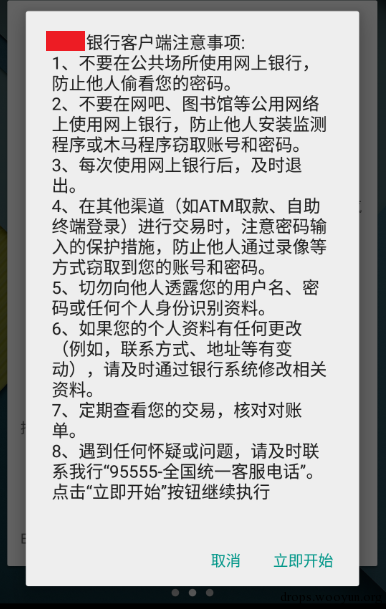 银行客户端注意事项:
1、不要在公共场所使用网上银行，
防止他人偷看您的密码。
2、不要在网吧、图书馆等公用网络
上使用网上银行，防止他人安装监测
程序或木马程序窃取账号和密码。
3、每次使用网上银行后，及时退
出。
4、在其他渠道（如ATM取款、自助
终端登录）进行交易时，注意密码输
入的保护措施，防止他人通过录像等
方式窃取到您的账号和密码。
5、切勿向他人透露您的用户名、密
码或任何个人身份识别资料。
6、如果您的个人资料有任何更改
（例如，联系方式、地址等有变
动），请及时通过银行系统修改相关
资料。
7、定期查看您的交易，核对对账
单。
8、遇到任何怀疑或问题，请及时联
系我行“95555-全国统一客服电话”。
点击“立即开始”按钮继续执行
取消 立即开始
drops.wooyun.org